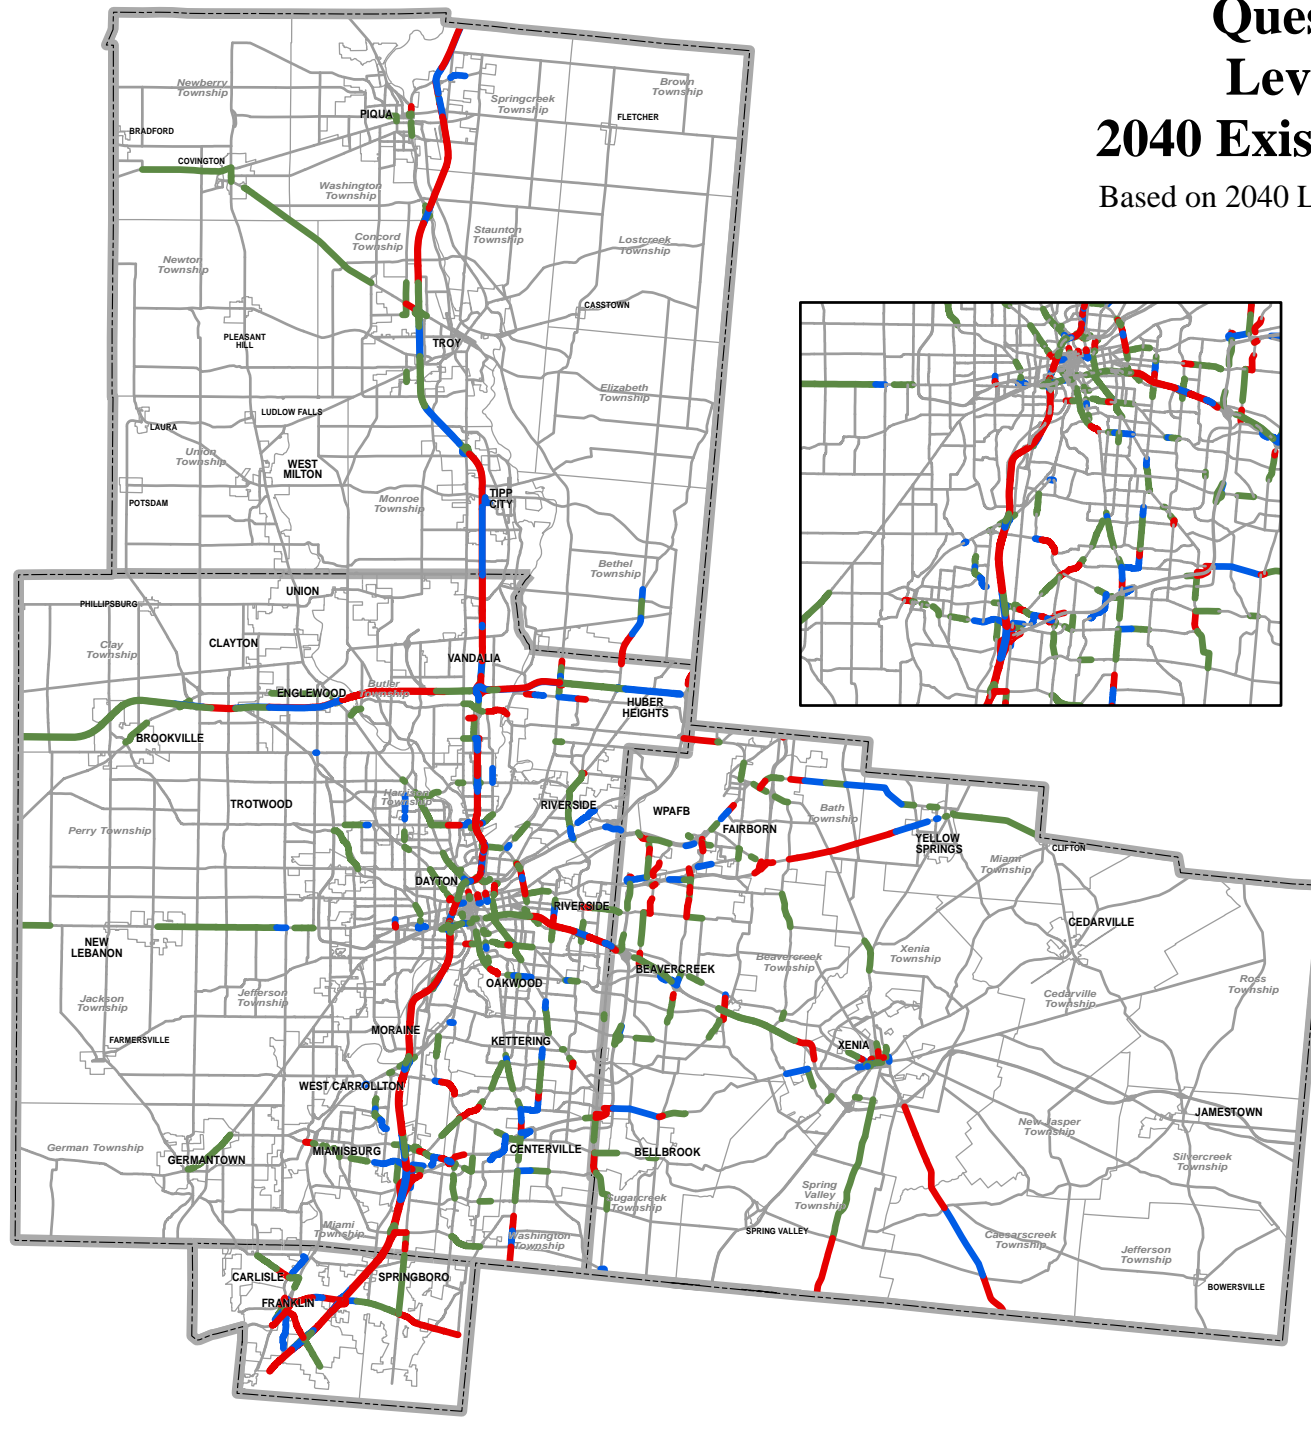 Ques
Lev
2040 Exis
Based on 2040 L
Newberry
Township
Brown
Township
Springcreek
Township
PIQUA
FLETCHER
BRADFORD
COVINGTON
Washington
Township
Concord
Township
Staunton
Township
Lostcreek
Township
Newton
Township
CASSTOWN
PLEASANT
HILL
TROY
Elizabeth
Township
LUDLOW FALLS
LAURA
Union
Township
WEST
MILTON
Monroe
Township
TIPP
CITY
POTSDAM
Bethel
Township
UNION
PHILLIPSBURG
Clay
Township
CLAYTON
VANDALIA
ENGLEWOOD
Butler
Township
HUBER
HEIGHTS
BROOKVILLE
TROTWOOD
Harrison
Township
RIVERSIDE
WPAFB
Bath
Township
Perry Township
FAIRBORN
YELLOW
SPRINGS
CLIFTON
Miami
Township
DAYTON
RIVERSIDE
CEDARVILLE
NEW
LEBANON
Xenia
Township
Beavercreek
Township
BEAVERCREEK
OAKWOOD
Ross
Township
Jackson
Township
Jefferson
Township
Cedarville
Township
MORAINE
FARMERSVILLE
KETTERING
XENIA
WEST CARROLLTON
JAMESTOWN
New Jasper
Township
German Township
GERMANTOWN
MIAMISBURG
CENTERVILLE
BELLBROOK
Silvercreek
Township
Spring
Valley
Township
Sugarcreek
Township
Miami
Township
Washington
Township
SPRING VALLEY
Caesarscreek
Township
Jefferson
Township
CARLISLE
SPRINGBORO
BOWERSVILLE
FRANKLIN